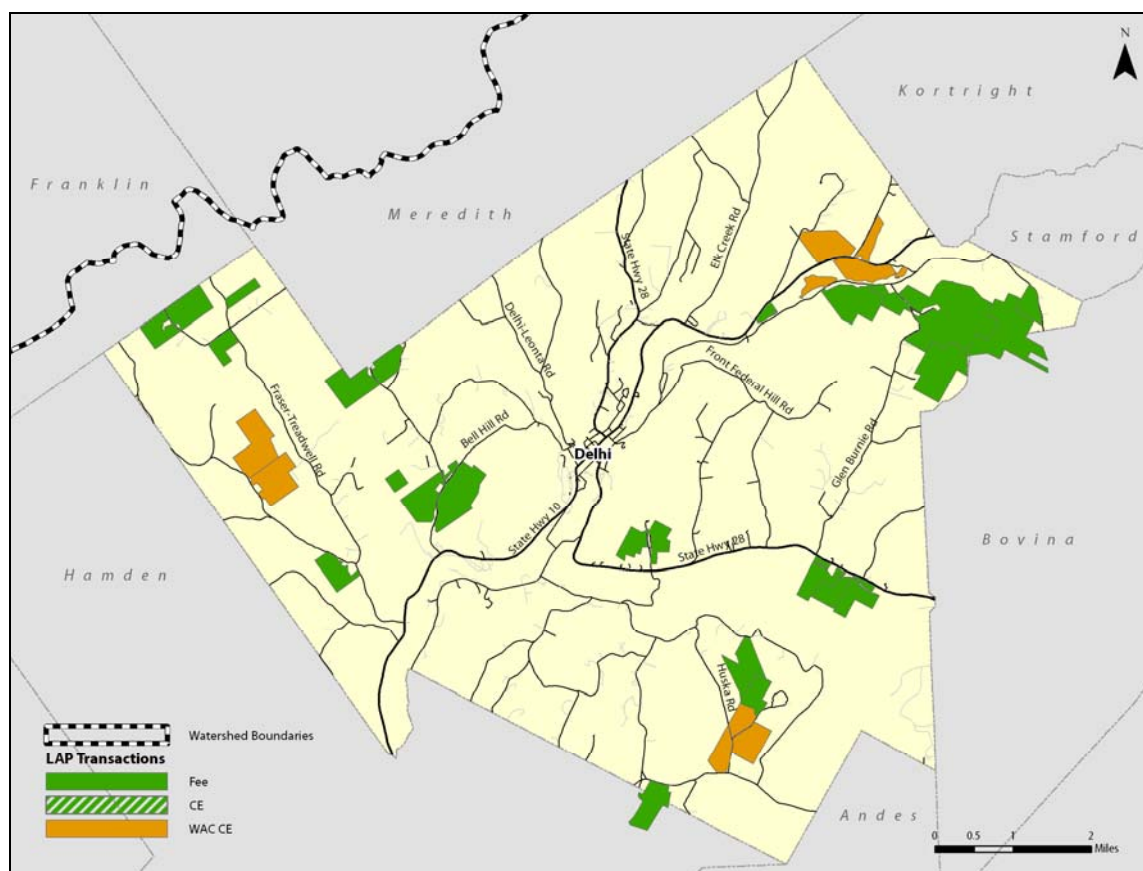 N
Kortright
Franklin
Meredith
Stamford
State Hwy 28
Elk Creek Rd
Delhi-Leonta Rd
Front Federal Hill Rd
Fraser-Treadwell Rd
Bell Hill Rd
Delhi
Glen Burnie Rd
State Hwy 10
State Hwy 28
Bovina
Hamden
Huska Rd
Watershed Boundaries
LAP Transactions
Fee
CE
WAC CE
Andes
0 0.5 1 2
Miles